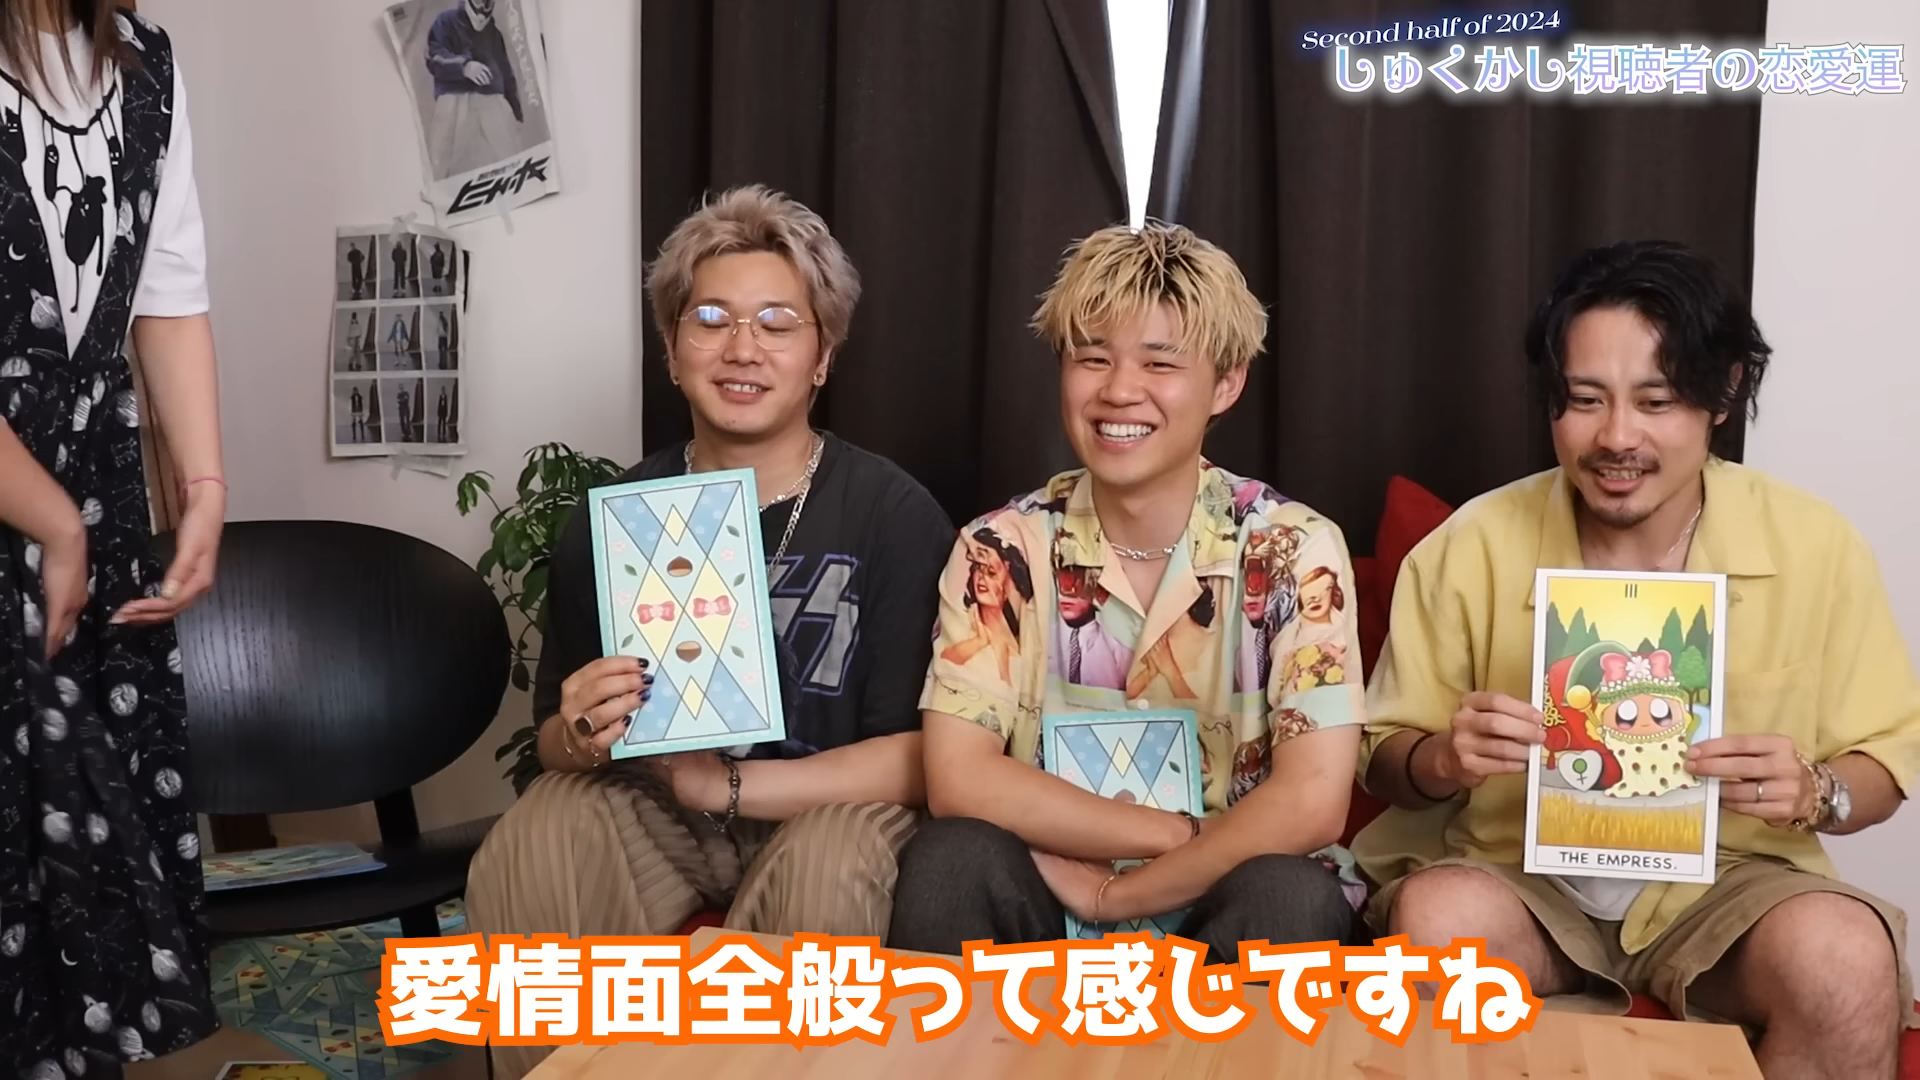 Second half of 2024
しゅくかし視聴者の恋愛運
III
THE EMPRESS.
愛情面全般って感じですね